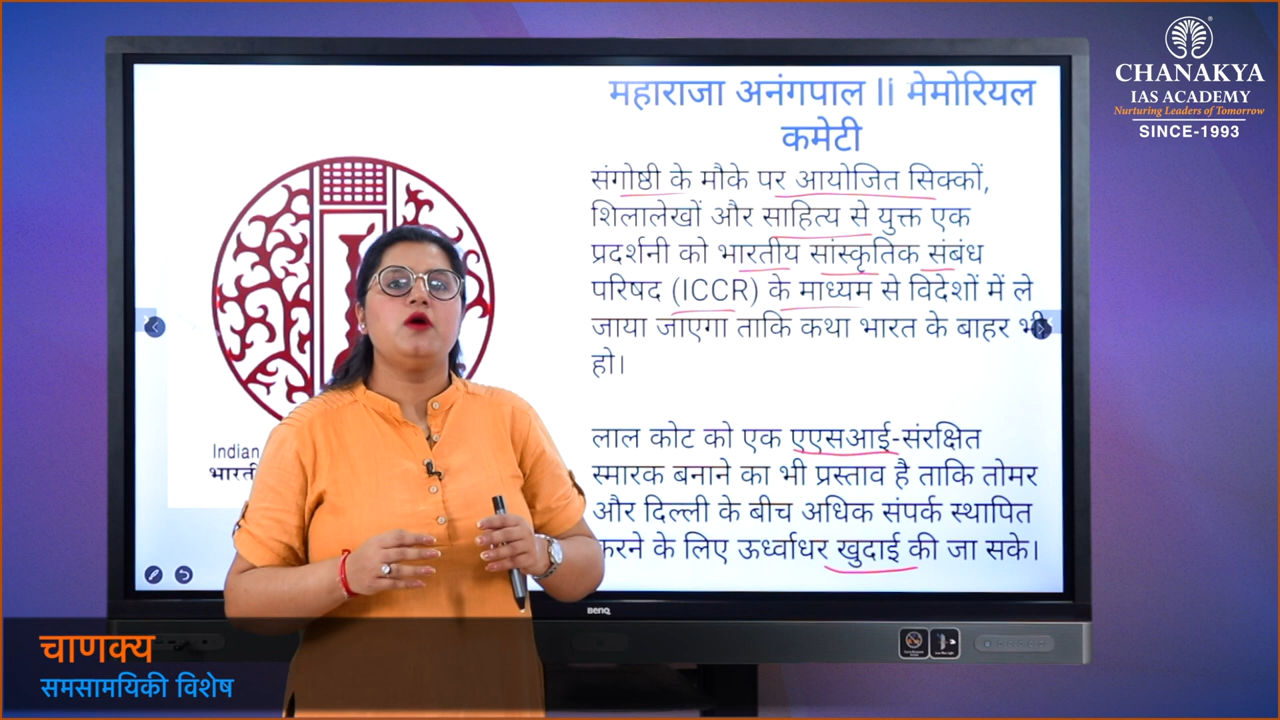 महाराजा अनंगपाल II मेमोरियल
कमेटी
संगोष्ठी के मौके पर आयोजित सिक्कों,
शिलालेखों और साहित्य से युक्त एक
प्रदर्शनी को भारतीय सांस्कृतिक संबंध
परिषद (ICCR) के माध्यम से विदेशों में ले
जाया जाएगा ताकि कथा भारत के बाहर भी
हो।
लाल कोट को एक एएसआई-संरक्षित
स्मारक बनाने का भी प्रस्ताव है ताकि तोमर
और दिल्ली के बीच अधिक संपर्क स्थापित
करने के लिए ऊर्ध्वाधर खुदाई की जा सके।
Indian
BenQ
CHANAKYA
IAS ACADEMY
Nurturing Leaders of Tomorrow
SINCE-1993
चाणक्य
समसामयिकी विशेष